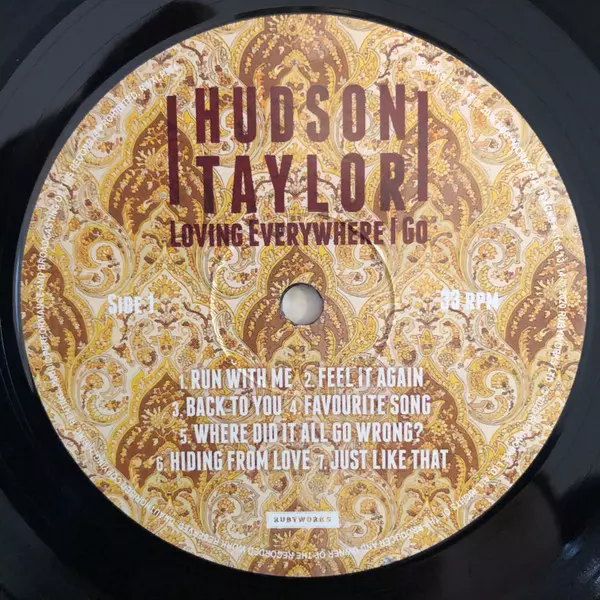 HUDSON
TAYLOR
LOVING EVERYWHERE I GO
SIDE 1
33 RPM
1. RUN WITH ME 2. FEEL IT AGAIN
3. BACK TO YOU 4. FAVOURITE SONG
5. WHERE DID IT ALL GO WRONG?
6. HIDING FROM LOVE 7. JUST LIKE THAT
RUBYWORKS